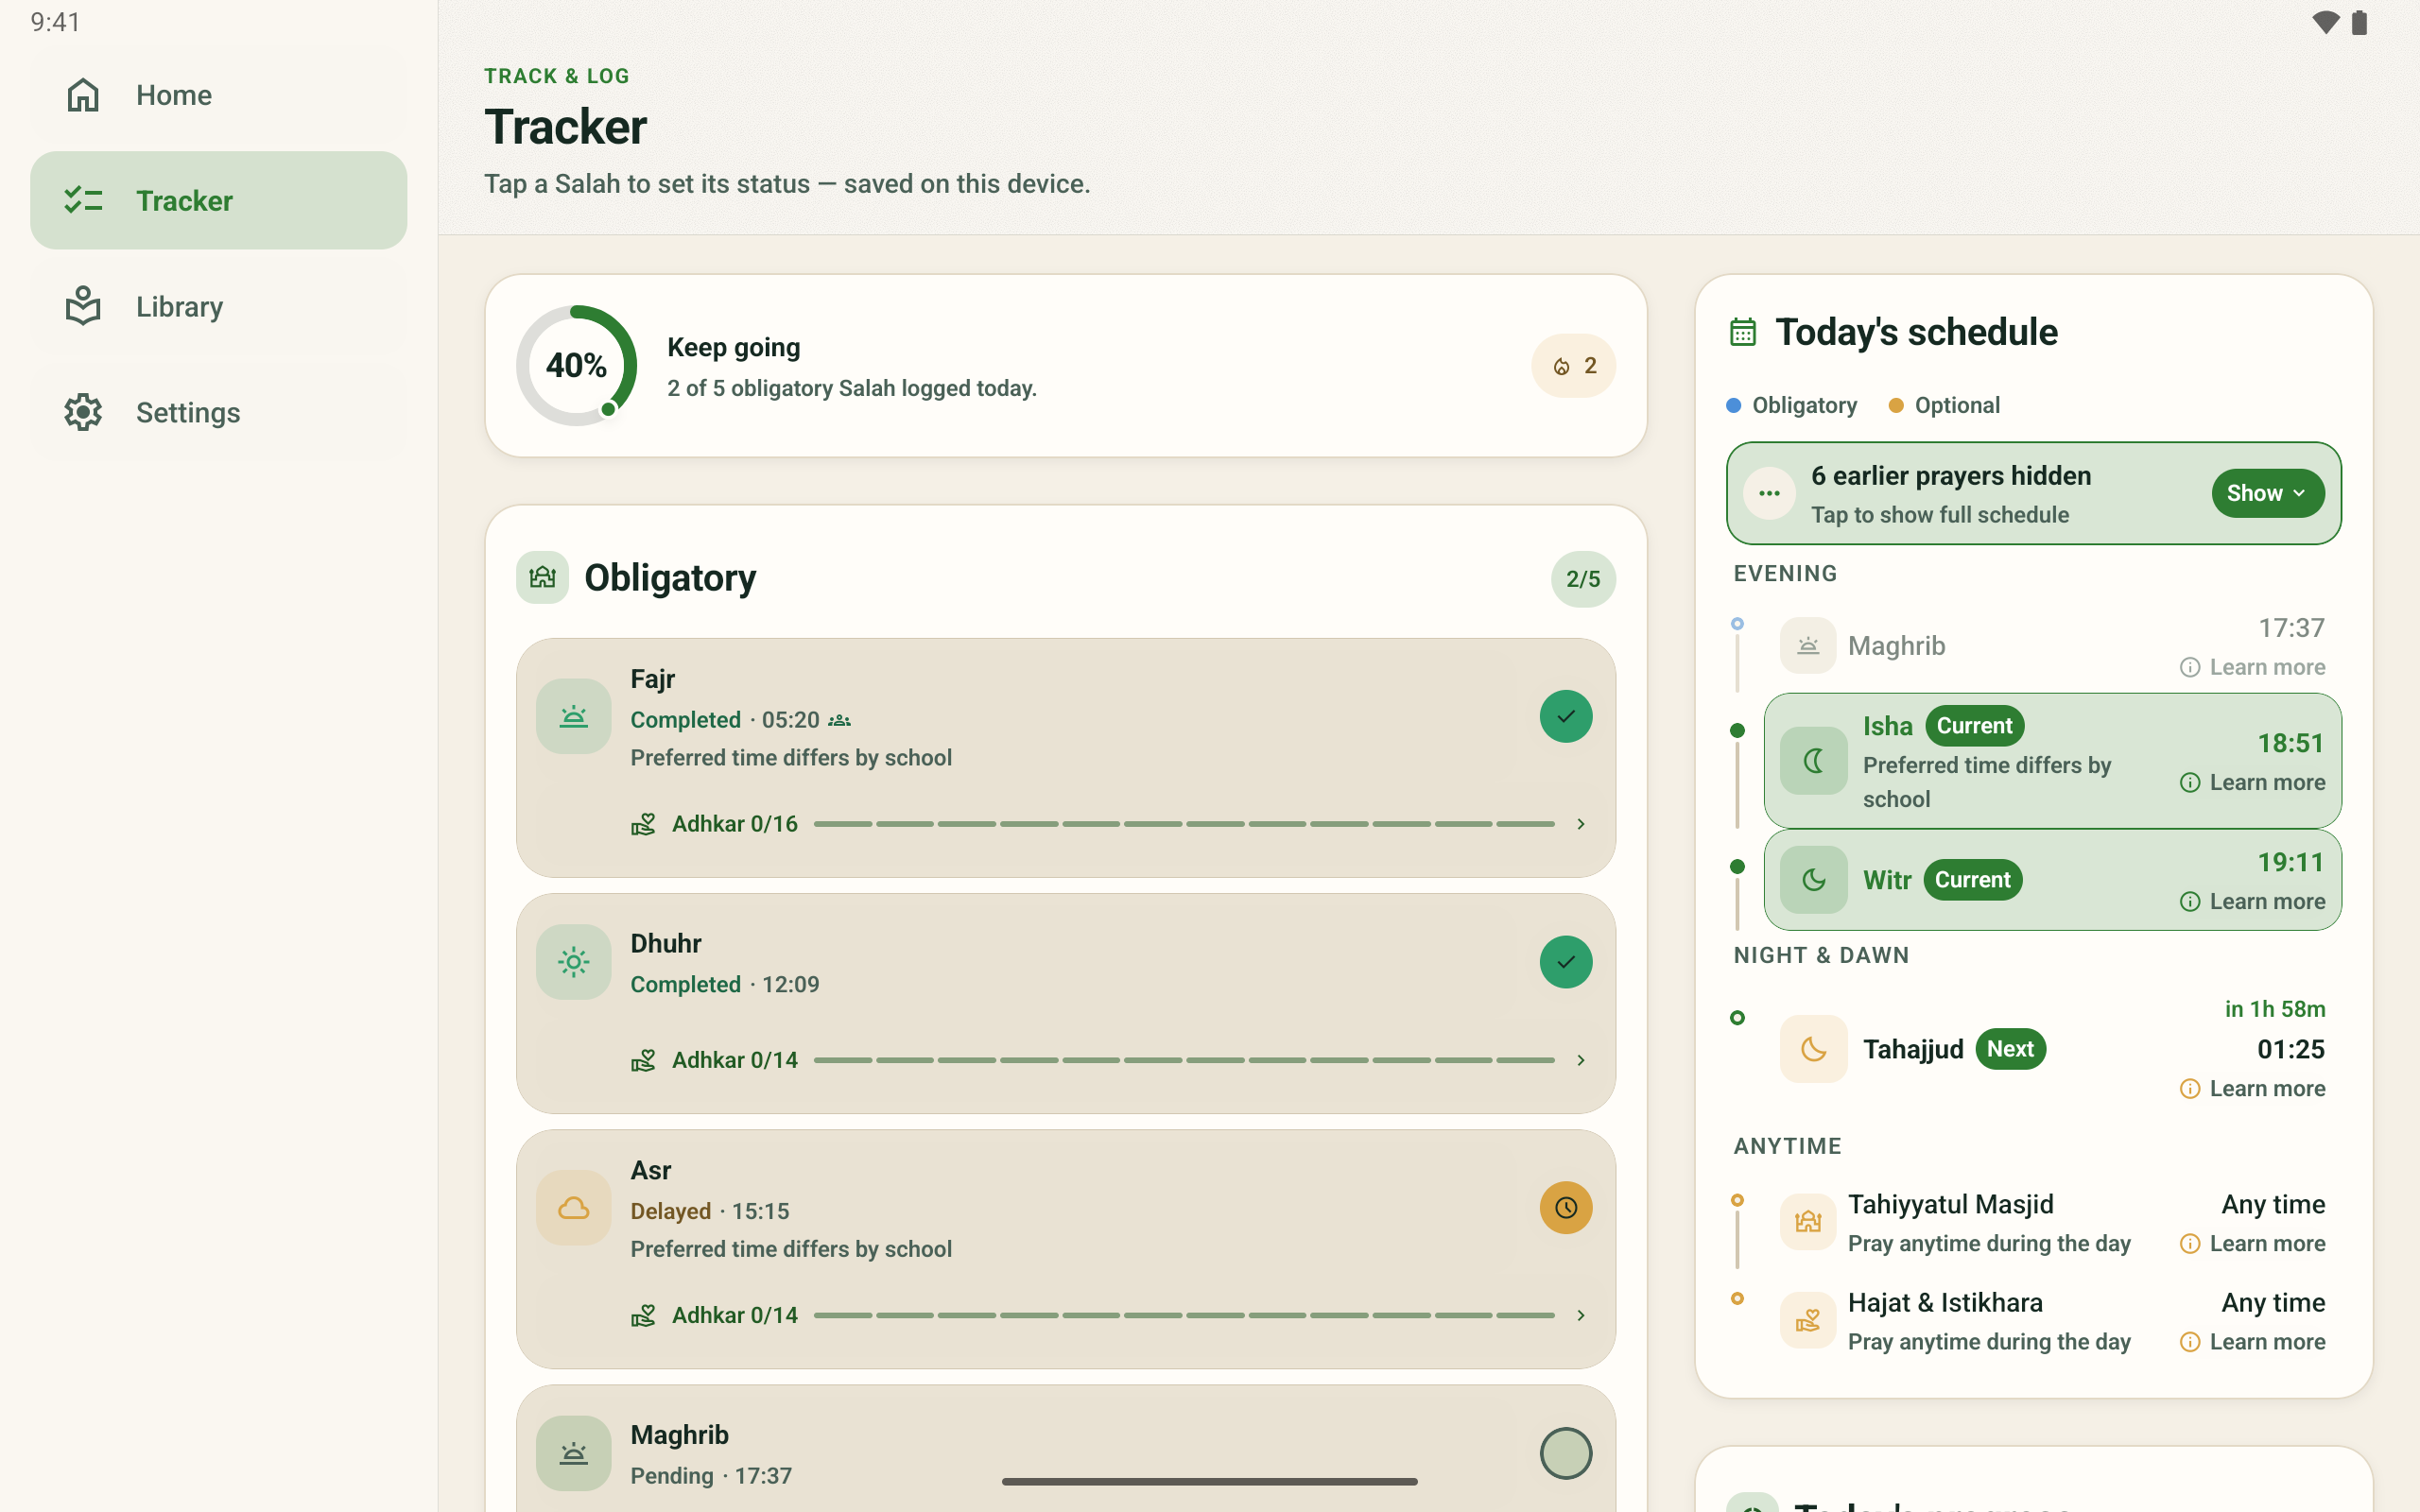 9:41
Home
Tracker
Library
Settings
TRACK & LOG
Tracker
Tap a Salah to set its status — saved on this device.
40%
Keep going
2 of 5 obligatory Salah logged today.
2
Obligatory
2/5
Fajr
Completed · 05:20
Preferred time differs by school
Adhkar 0/16
Dhuhr
Completed · 12:09
Adhkar 0/14
Asr
Delayed · 15:15
Preferred time differs by school
Adhkar 0/14
Maghrib
Pending · 17:37
Today's schedule
Obligatory
Optional
6 earlier prayers hidden
Tap to show full schedule
Show
EVENING
Maghrib
17:37
Learn more
Isha
Current
Preferred time differs by
school
18:51
Learn more
Witr
Current
19:11
Learn more
NIGHT & DAWN
Tahajjud
Next
in 1h 58m
01:25
Learn more
ANYTIME
Tahiyyatul Masjid
Pray anytime during the day
Any time
Learn more
Hajat & Istikhara
Pray anytime during the day
Any time
Learn more